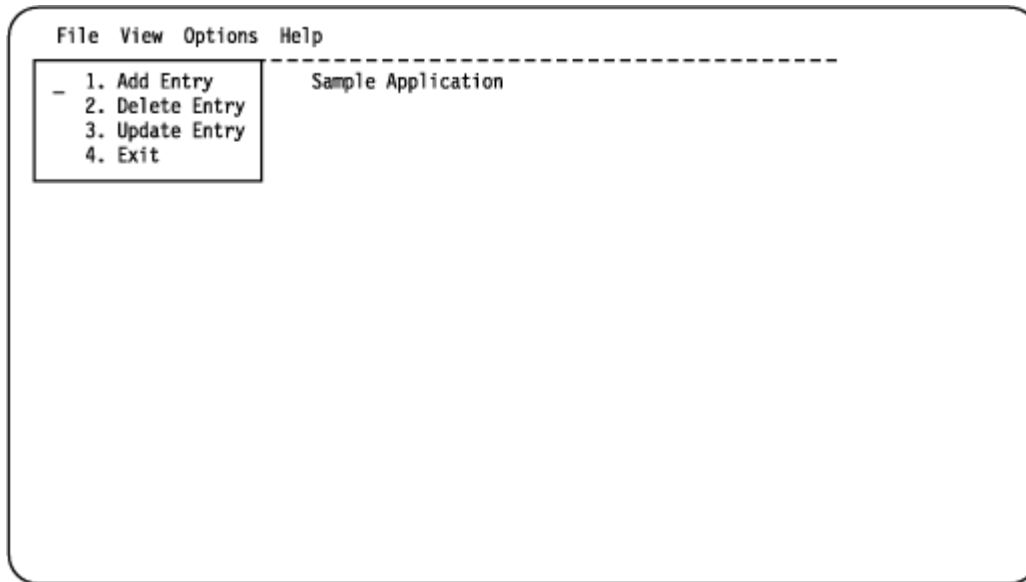 File View Options Help
_ 1. Add Entry Sample Application
2. Delete Entry
3. Update Entry
4. Exit